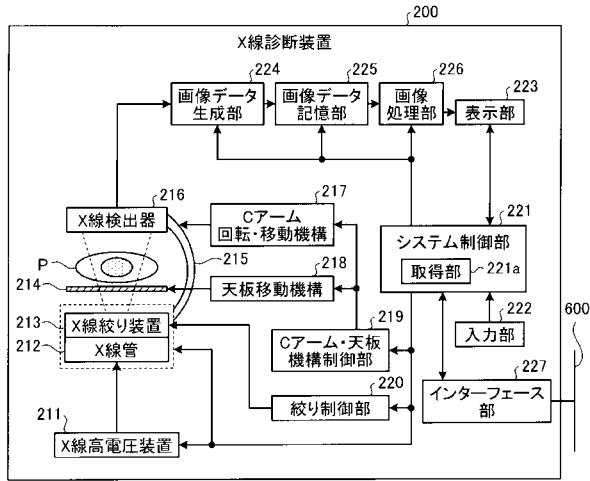 200
X線診断装置
224
225
226
223
画像データ
生成部
画像データ
記憶部
画像
処理部
表示部
216
217
221
X線検出器
Cアーム
回転・移動機構
システム制御部
取得部
221a
P
215
218
214
天板移動機構
219
222
600
213
X線絞り装置
入力部
212
X線管
Cアーム・天板
機構制御部
220
227
211
絞り制御部
インターフェース
部
X線高電圧装置